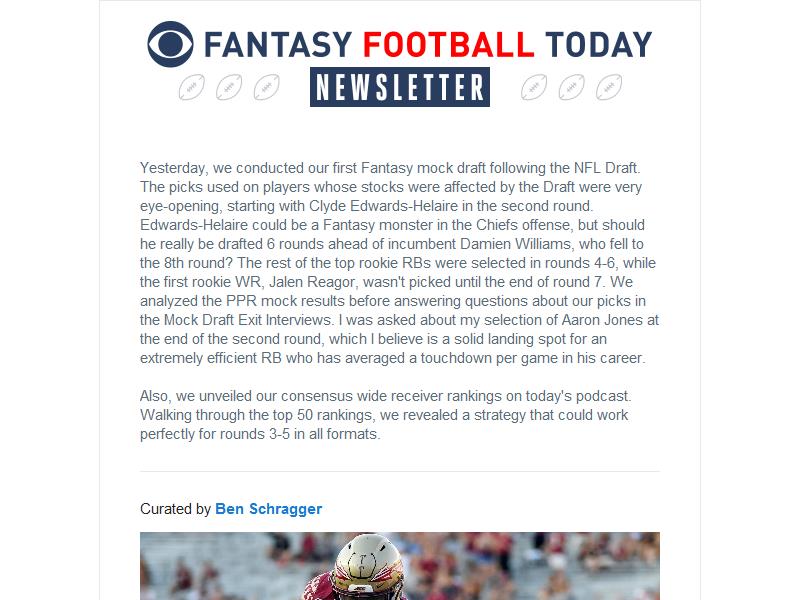 FANTASY FOOTBALL TODAY
NEWSLETTER
Yesterday, we conducted our first Fantasy mock draft following the NFL Draft.
The picks used on players whose stocks were affected by the Draft were very
eye-opening, starting with Clyde Edwards-Helaire in the second round.
Edwards-Helaire could be a Fantasy monster in the Chiefs offense, but should
he really be drafted 6 rounds ahead of incumbent Damien Williams, who fell to
the 8th round? The rest of the top rookie RBs were selected in rounds 4-6, while
the first rookie WR, Jalen Reagor, wasn't picked until the end of round 7. We
analyzed the PPR mock results before answering questions about our picks in
the Mock Draft Exit Interviews. I was asked about my selection of Aaron Jones at
the end of the second round, which I believe is a solid landing spot for an
extremely efficient RB who has averaged a touchdown per game in his career.
Also, we unveiled our consensus wide receiver rankings on today's podcast.
Walking through the top 50 rankings, we revealed a strategy that could work
perfectly for rounds 3-5 in all formats.
Curated by Ben Schragger